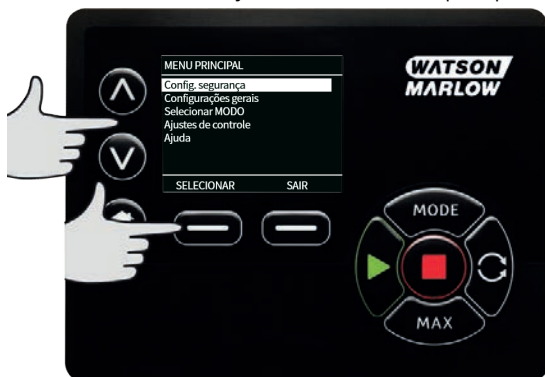 MENU PRINCIPAL
Config. segurança
Configurações gerais
Selecionar MODO
Ajustes de controle
Ajuda
SELECIONAR SAIR
WATSON
MARLOW
MODE
MAX